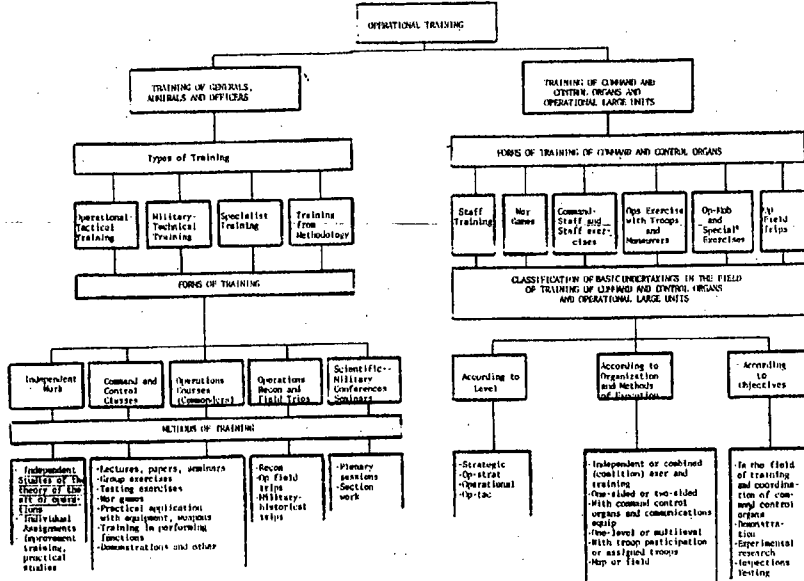 OPERATIONAL TRAINING
TRAINING OF GENERALS,
ADMIRALS AND OFFICERS
TRAINING OF COMMAND AND
CONTROL ORGANS AND
OPERATIONAL LARGE UNITS
Types of Training
FORMS OF TRAINING OF COMMAND AND CONTROL ORGANS
Operational-
Tactical
Training
Military-
Technical
Training
Specialist
Training
Training
from
Methodology
Staff
Training
War
Games
Command-
Staff and
Staff exer-
cises
Ops Exercise
with Troops
and
Maneuvers
Op-Mob
and
"Special"
Exercises
Op
Field
Trips
FORMS OF TRAINING
CLASSIFICATION OF BASIC UNDERTAKINGS IN THE FIELD
OF TRAINING OF COMMAND AND CONTROL ORGANS
AND OPERATIONAL LARGE UNITS
Independent
Work
Command and
Control
Classes
Operations
Courses
(Commanders)
Operations
Recon and
Field Trips
Scientific-
Military
Conferences
Seminars
According to
Level
According to
Organization
and Methods
of Execution
According
to
Objectives
METHODS OF TRAINING
· Independent
Studies of the
theory of the
art of opera-
tions
· Individual
Assignments
· Improvement
training,
practical
studies
· Lectures, papers, seminars
· Group exercises
· Testing exercises
· War games
· Practical application
with equipment, weapons
· Training in performing
functions
· Demonstrations and other
· Recon
· Op field
trips
· Military-
historical
trips
· Plenary
sessions
· Section
work
· Strategic
· Op-strat
· Operational
· Op-tac
· Independent or combined
(condition) exer and
training
· One-sided or two-sided
· With command control
organs and communications
equip
· One-level or multilevel
· With troop participation
or assigned troops
· Map or field
· In the field
of training
and coordina-
tion of com-
mand control
organs
· Demonstra-
tion
· Experimental
research
· Inspections
Testing